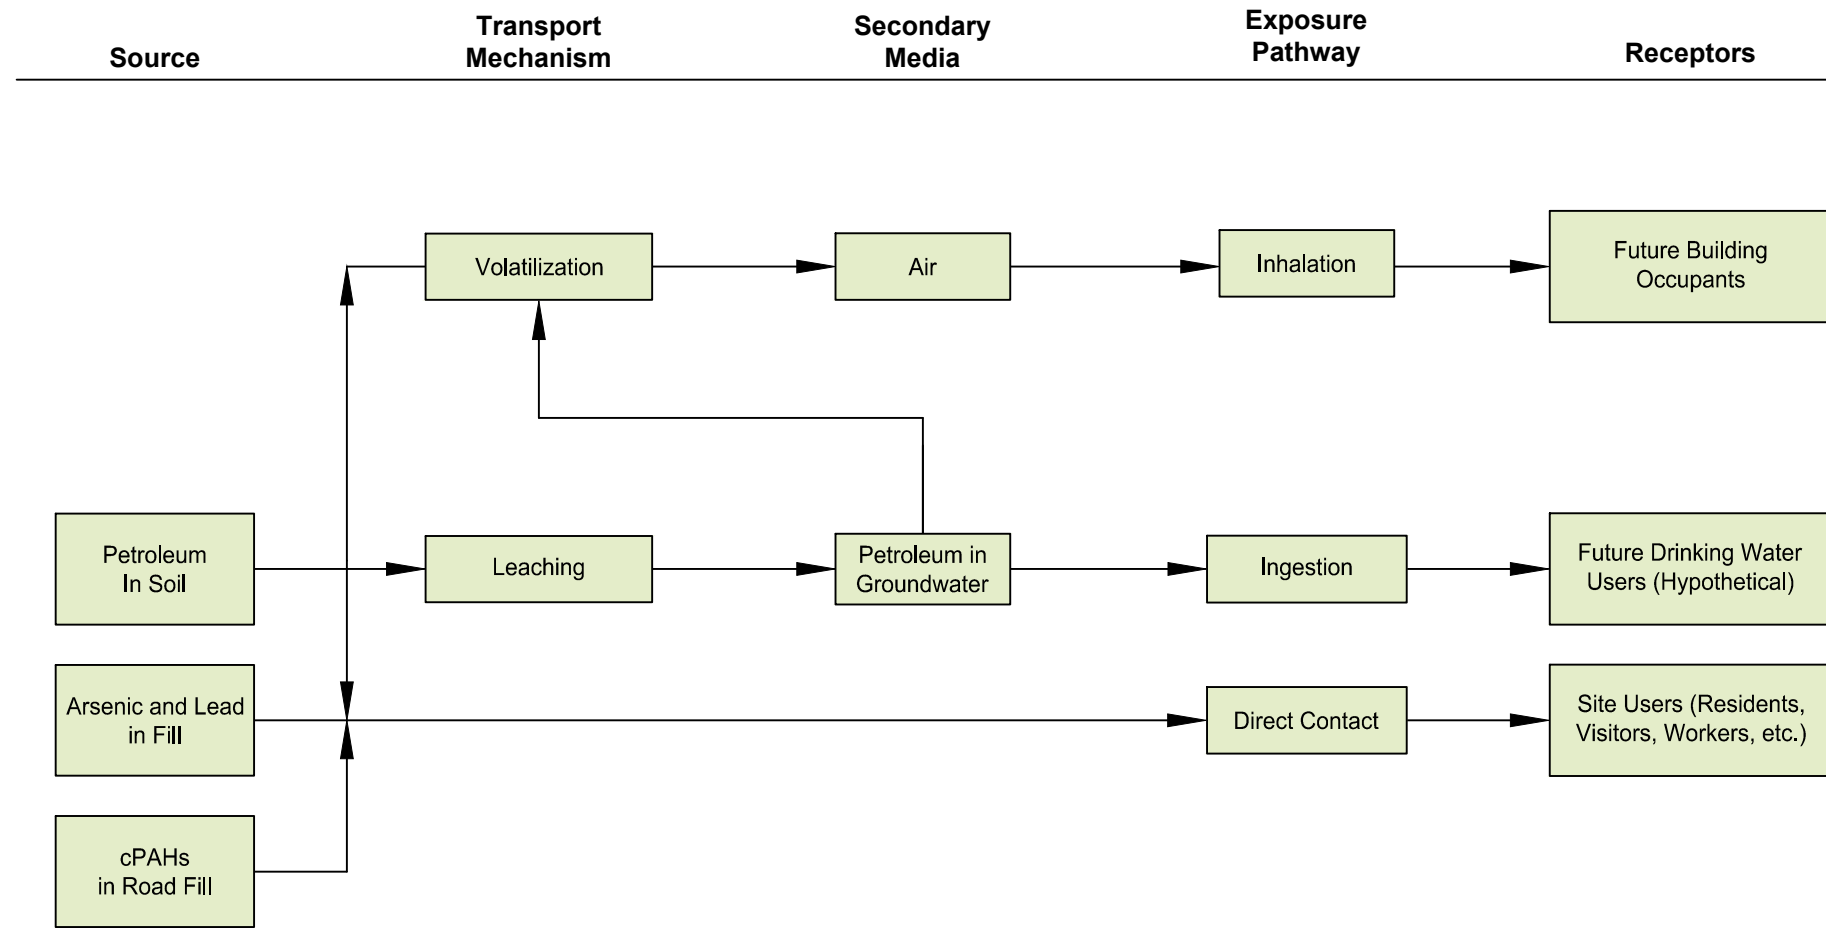 Source
Transport
Mechanism
Secondary
Media
Exposure
Pathway
Receptors
Volatilization
Air
Inhalation
Future Building
Occupants
Petroleum
In Soil
Leaching
Petroleum in
Groundwater
Ingestion
Future Drinking Water
Users (Hypothetical)
Arsenic and Lead
in Fill
Direct Contact
Site Users (Residents,
Visitors, Workers, etc.)
cPAHs
in Road Fill